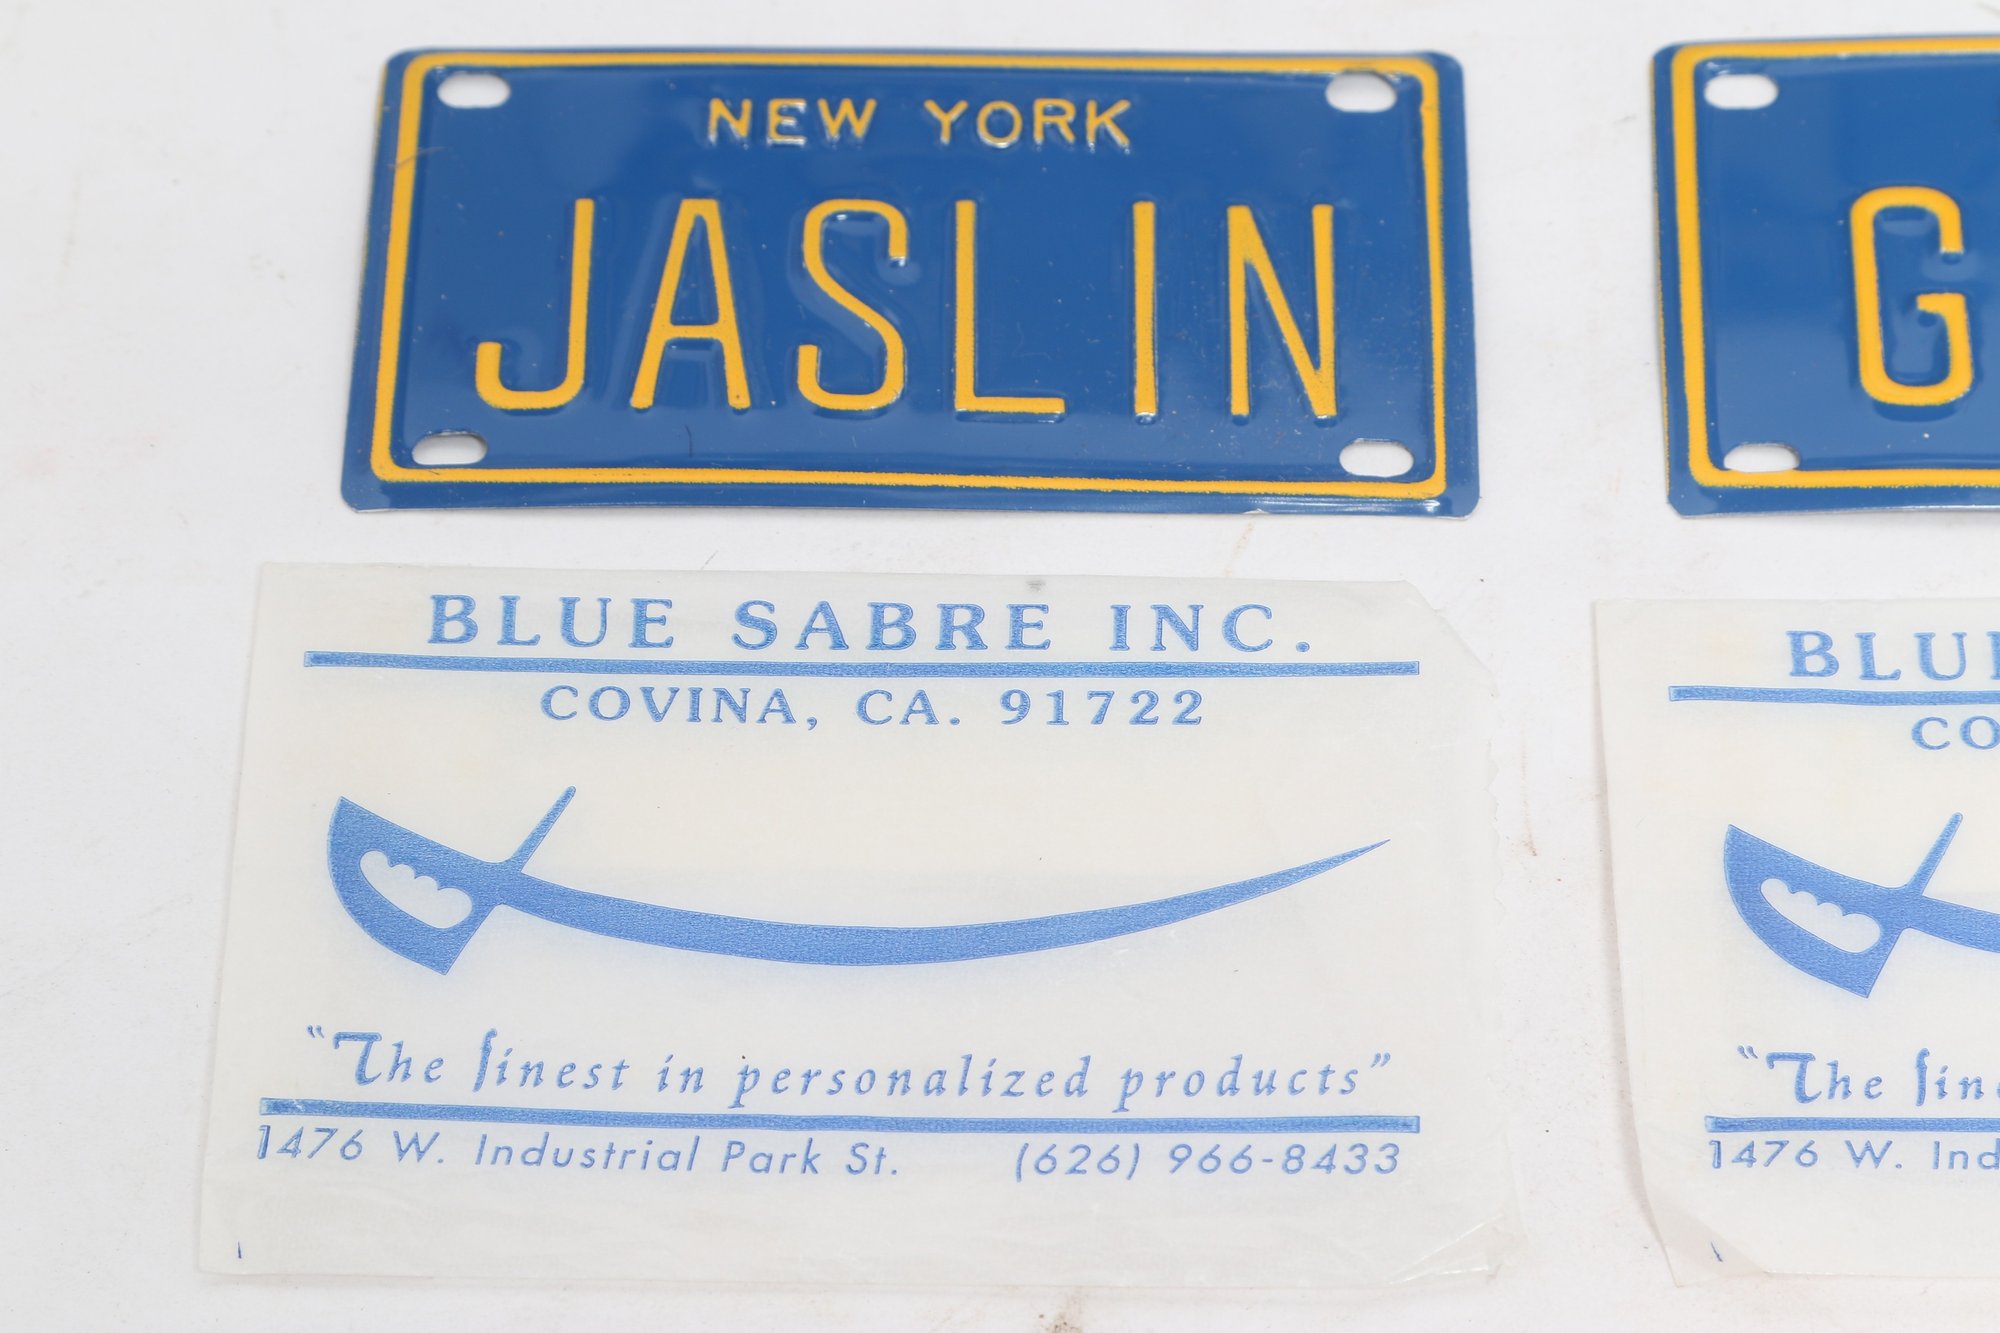 NEW YORK
JASLIN
G
BLUE SABRE INC.
COVINA, CA. 91722
"The finest in personalized products"
1476 W. Industrial Park St. (626) 966-8433
BLU
CO
"The fin
1476 W. Ind